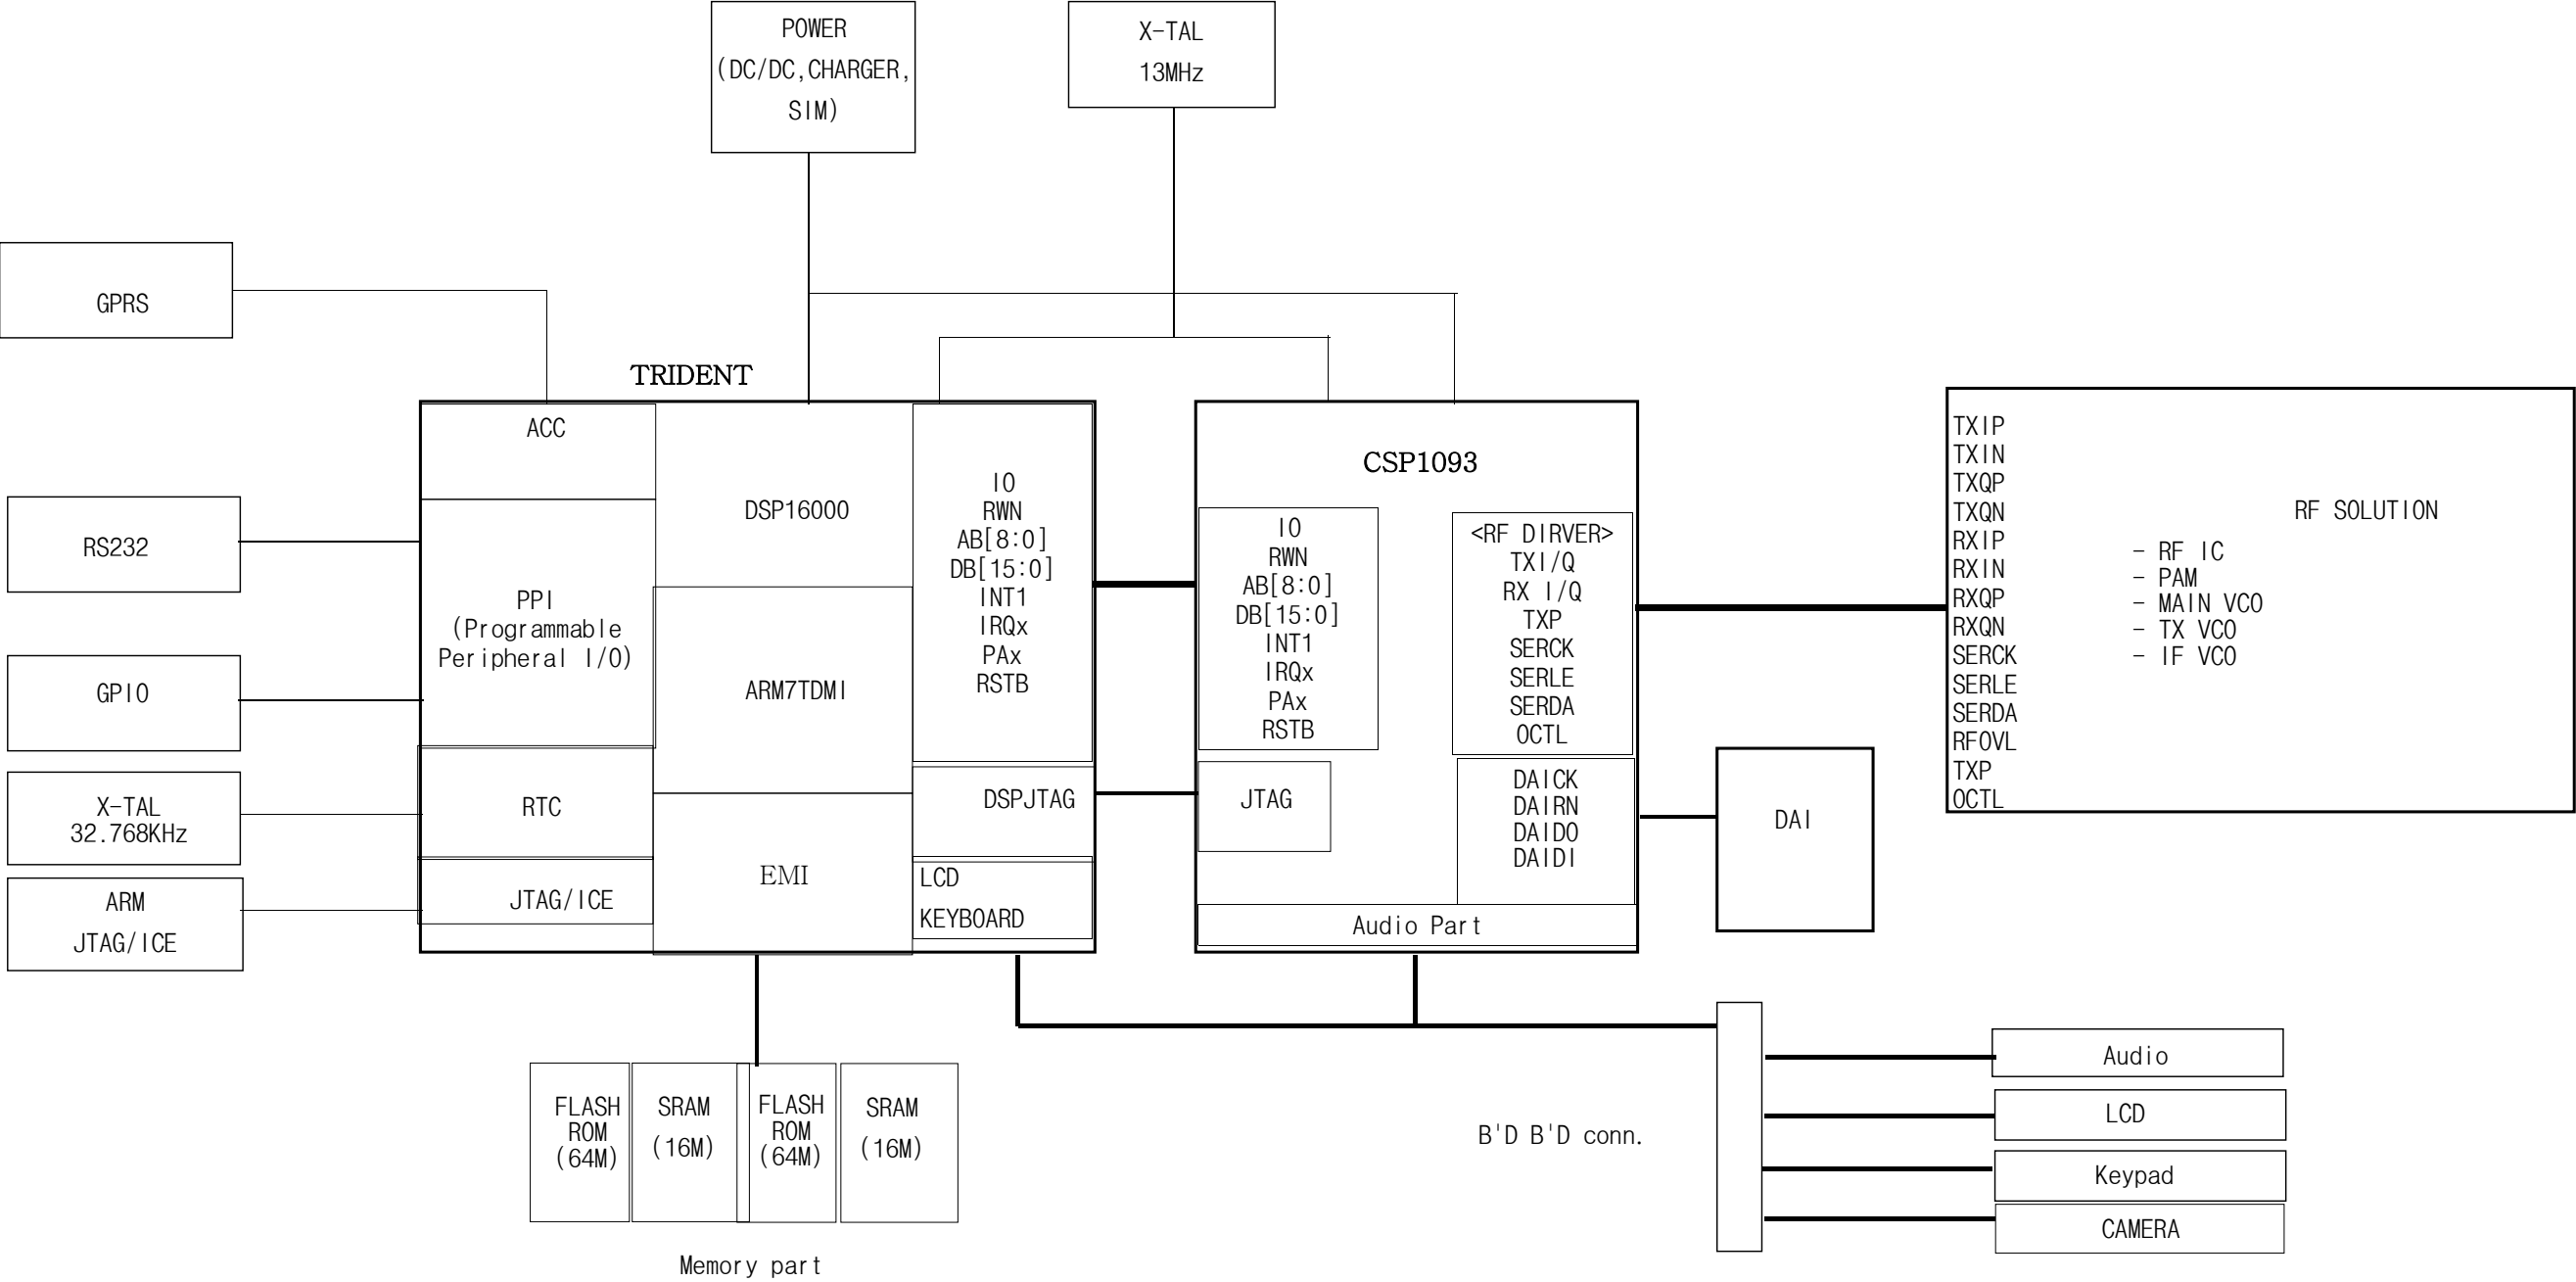 POWER
(DC/DC,CHARGER,
SIM)
X-TAL
13MHz
GPRS
TRIDENT
RS232
GPIO
X-TAL
32.768KHz
ARM
JTAG/ICE
ACC
PPI
(Programmable
Peripheral I/O)
RTC
JTAG/ICE
DSP16000
ARM7TDMI
EMI
IO
RWN
AB[8:0]
DB[15:0]
INT1
IRQx
PAx
RSTB
DSPJTAG
LCD
KEYBOARD
CSP1093
IO
RWN
AB[8:0]
DB[15:0]
INT1
IRQx
PAx
RSTB
JTAG
<RF DIRVER>
TXI/Q
RX I/Q
TXP
SERCK
SERLE
SERDA
OCTL
DAICK
DAIRN
DAIDO
DAIDI
Audio Part
DAI
TXIP
TXIN
TXQP
TXQN
RXIP
RXIN
RXQP
RXQN
SERCK
SERLE
SERDA
RFOVL
TXP
OCTL
RF SOLUTION
- RF IC
- PAM
- MAIN VCO
- TX VCO
- IF VCO
FLASH
ROM
(64M)
SRAM
(16M)
FLASH
ROM
(64M)
SRAM
(16M)
Memory part
B'D B'D conn.
Audio
LCD
Keypad
CAMERA